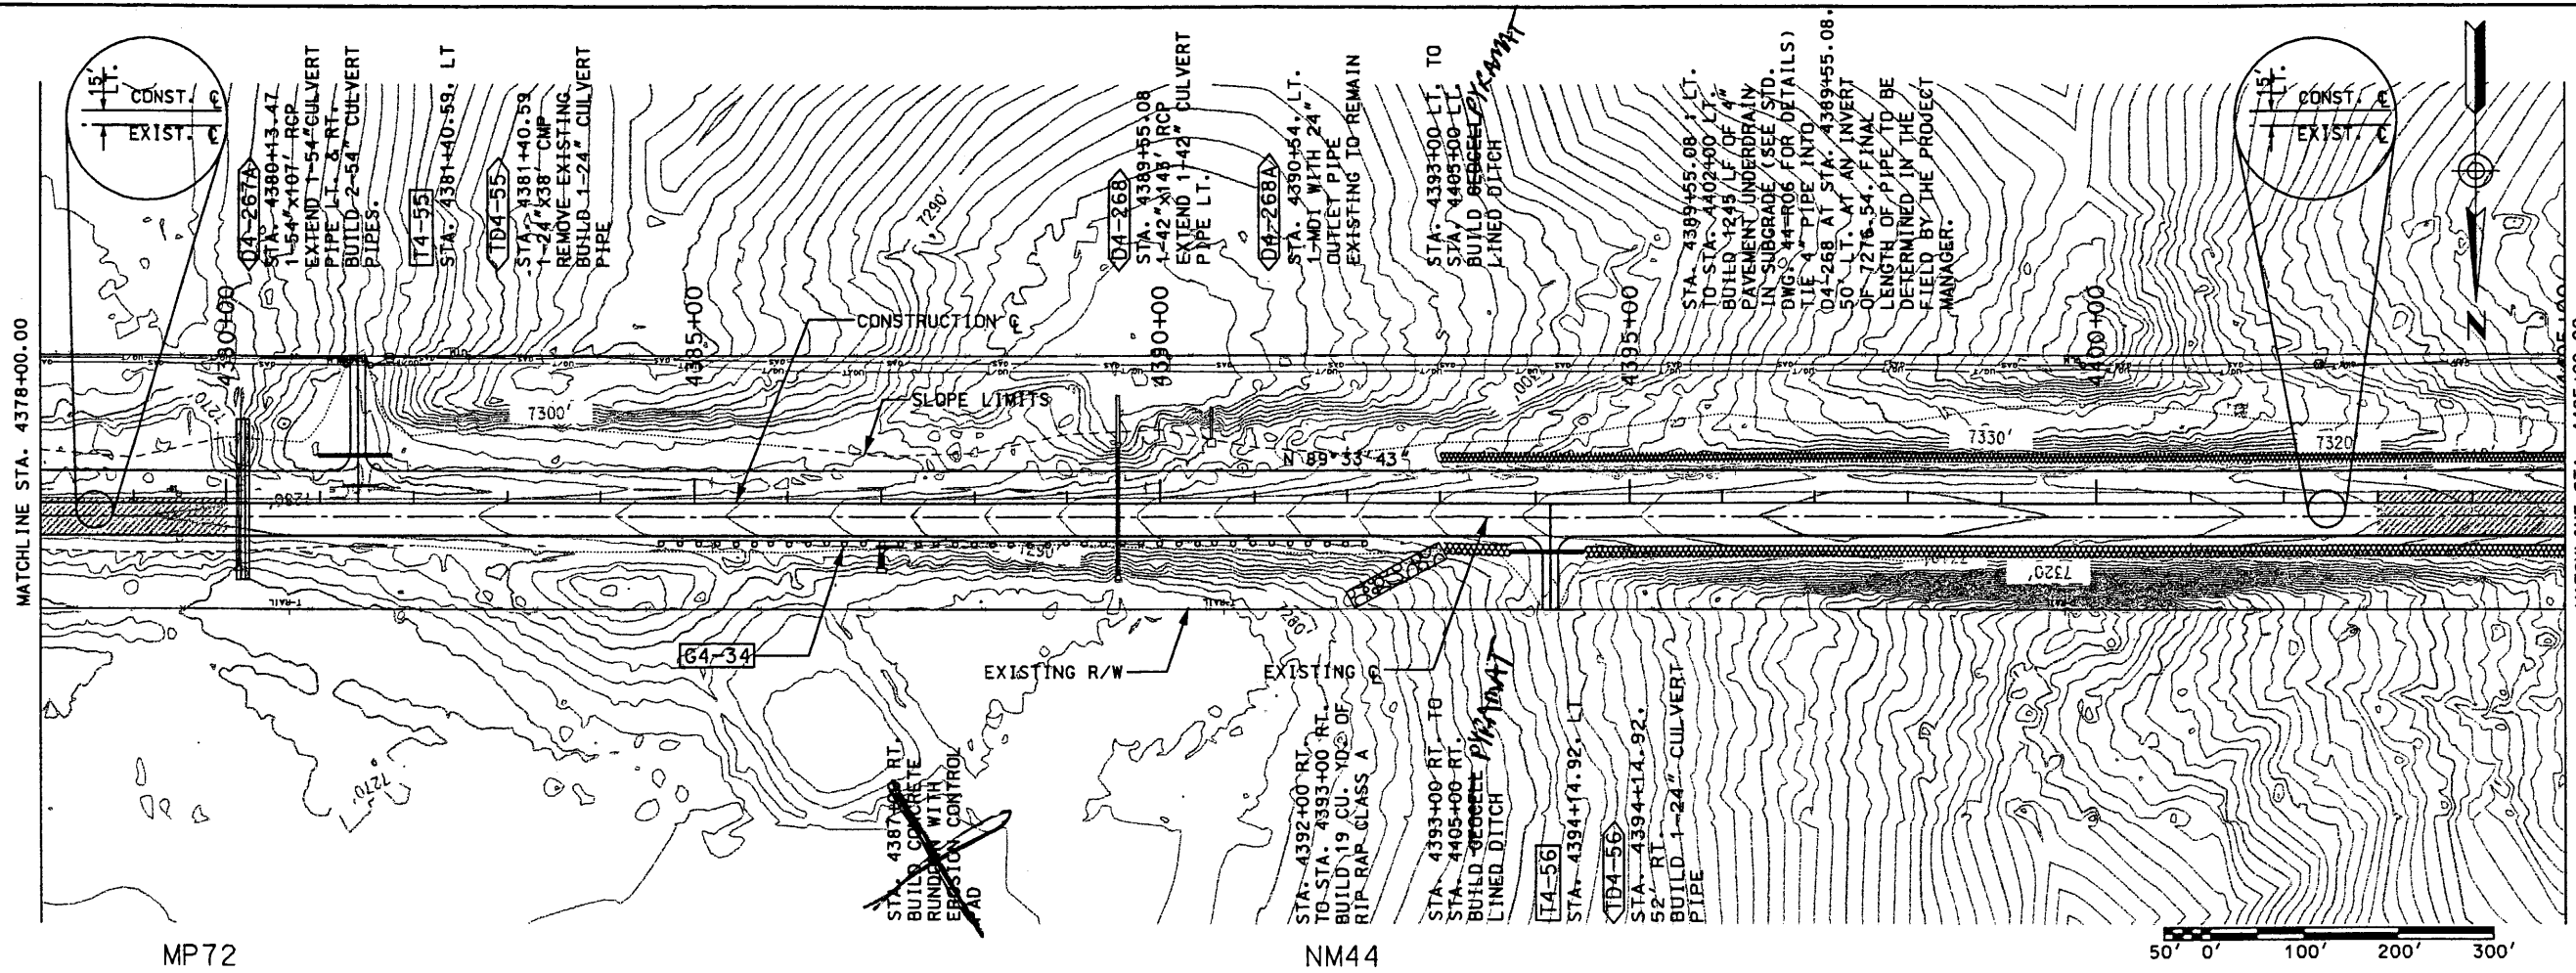 15'
LT.
CONST. ℄
EXIST. ℄
D4-267A
STA. 4380+13.47
1-54"x107' RCP
EXTEND 1-54"CULVERT
PIPE LT. & RT.
BUILD 2-54" CULVERT
PIPES.
T4-55
STA. 4381+40.59. LT
TD4-55
STA. 4381+40.59
1-24"x38' CMP
REMOVE EXISTING
BUILD 1-24" CULVERT
PIPE
7290'
D4-268
STA. 4389+55.08
1-42"x143' RCP
EXTEND 1-42" CULVERT
PIPE LT.
D4-268A
STA. 4390+54, LT.
1-MDI WITH 24"
OUTLET PIPE
EXISTING TO REMAIN
STA. 4393+00 LT. TO
STA. 4405+00 LT.
BUILD GEOCELL PYRAMAT
LINED DITCH
STA. 4389+55.08, LT.
TO STA. 4402+00 LT.
BUILD 1245 LF OF 4"
PAVEMENT UNDERDRAIN
IN SUBGRADE (SEE STD.
DWG. 44-R06 FOR DETAILS)
TIE 4" PIPE INTO
D4-268 AT STA. 4389+55.08,
50' LT. AT AN INVERT
OF 7276.54. FINAL
LENGTH OF PIPE TO BE
DETERMINED IN THE
FIELD BY THE PROJECT
MANAGER.
15'
LT.
CONST. ℄
EXIST. ℄
N
MATCHLINE STA. 4378+00.00
4380+00
4385+00
4390+00
4395+00
4400+00
CONSTRUCTION ℄
SLOPE LIMITS
7270
7300'
N 89°33'43"
7330'
7320
7290'
7320'
T-RAIL
T-RAIL
7280'
G4-34
EXISTING R/W
EXISTING ℄
7270'
STA. 4387+00 RT.
BUILD CONCRETE
RUNDOWN WITH
EROSION CONTROL
PAD
STA. 4392+00 RT.
TO STA. 4393+00 RT.
BUILD 19 CU. YD. OF
RIP RAP CLASS A
STA. 4393+00 RT. TO
STA. 4405+00 RT.
BUILD GEOCELL PYRAMAT
LINED DITCH
T4-56
STA. 4394+14.92. LT
TD4-56
STA. 4394+14.92,
52' RT.
BUILD 1-24" CULVERT
PIPE
MP72
NM44
50' 0' 100' 200' 300'